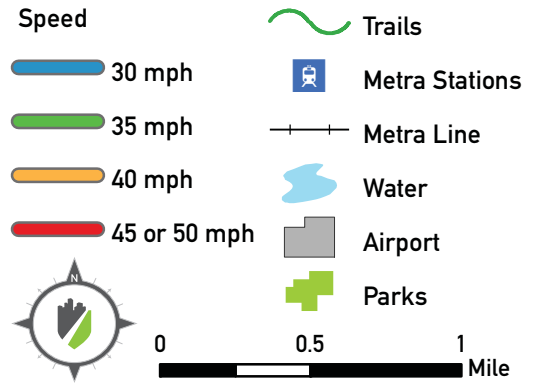 Speed
30 mph
35 mph
40 mph
45 or 50 mph
Trails
Metra Stations
Metra Line
Water
Airport
Parks
N
0 0.5 1
Mile